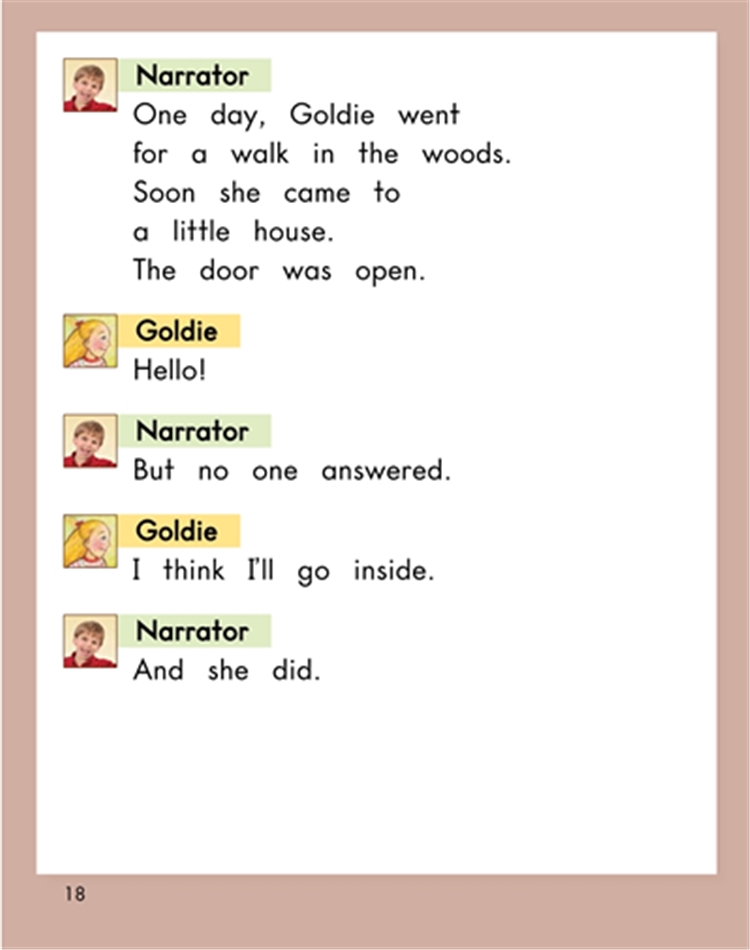 Narrator
One day, Goldie went
for a walk in the woods.
Soon she came to
a little house.
The door was open.
Goldie
Hello!
Narrator
But no one answered.
Goldie
I think I'll go inside.
Narrator
And she did.
18